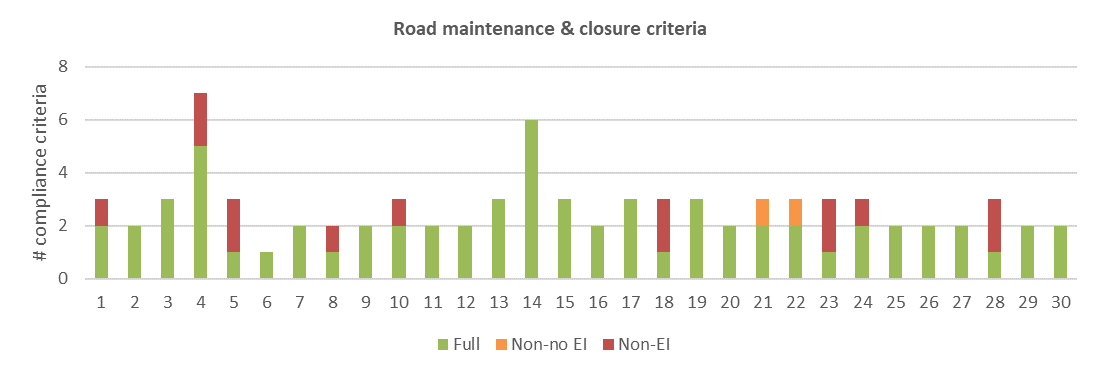 Road maintenance & closure criteria
# compliance criteria
8
6
4
2
0
1 2 3 4 5 6 7 8 9 10 11 12 13 14 15 16 17 18 19 20 21 22 23 24 25 26 27 28 29 30
Full Non-no EI Non-EI